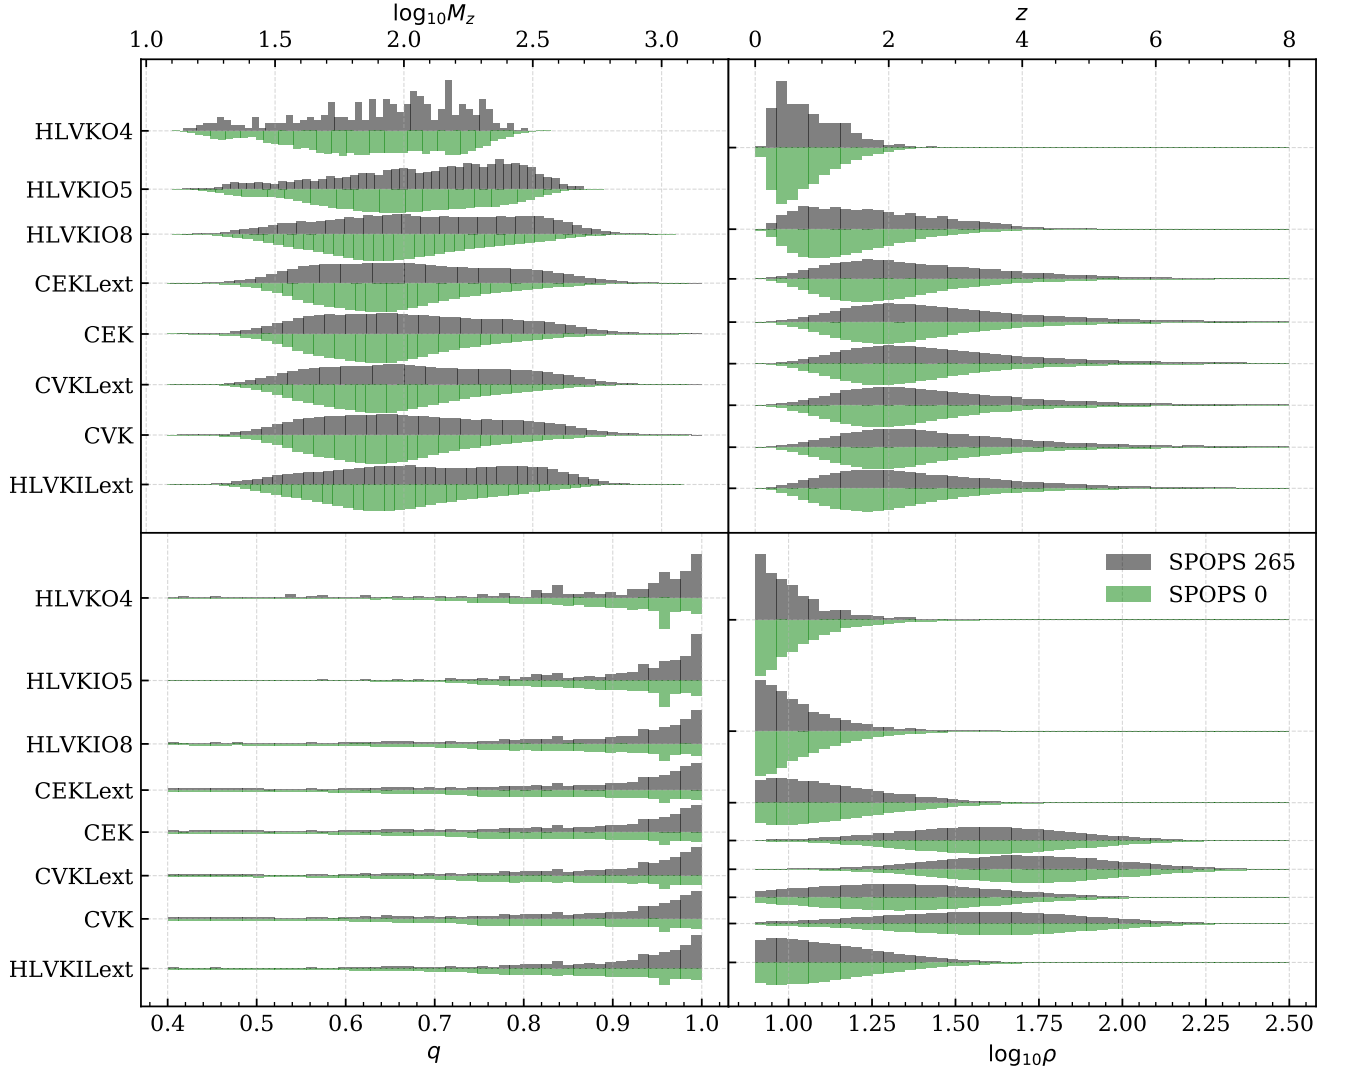 log₁₀M_z
z
1.0 1.5 2.0 2.5 3.0
0 2 4 6 8
HLVKO4
HLVKIO5
HLVKIO8
CEKLext
CEK
CVKLext
CVK
HLVKILext
SPOPS 265
SPOPS 0
HLVKO4
HLVKIO5
HLVKIO8
CEKLext
CEK
CVKLext
CVK
HLVKILext
0.4 0.5 0.6 0.7 0.8 0.9 1.0
1.00 1.25 1.50 1.75 2.00 2.25 2.50
q
log₁₀ρ